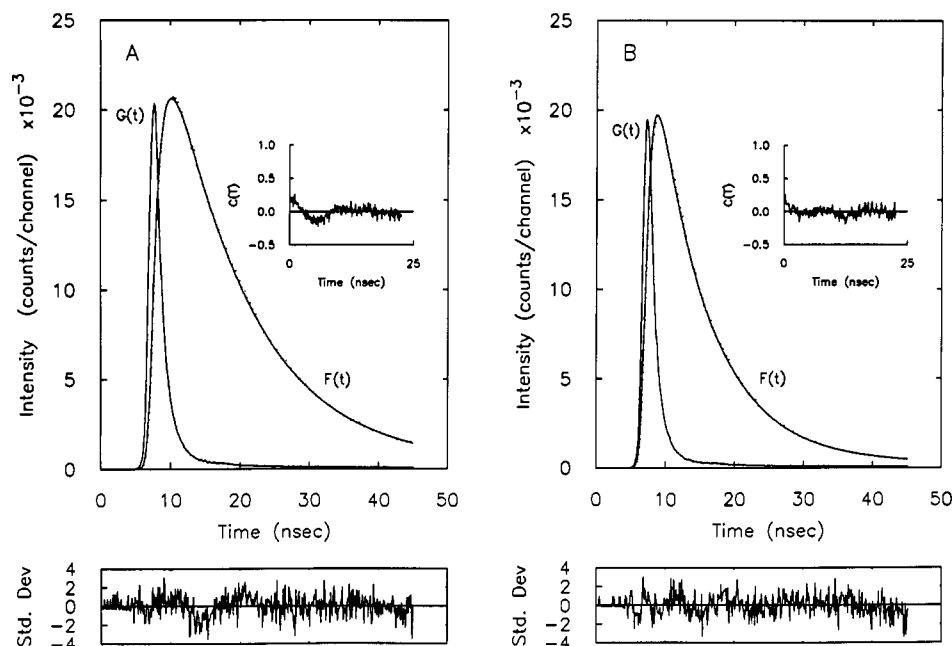 A
Intensity (counts/channel) x10⁻³
25
20
15
10
5
0
G(t)
F(t)
C(T)
1.0
0.5
0.0
−0.5
0
25
Time (nsec)
0
10
20
30
40
50
Time (nsec)
Std. Dev
4
2
0
−2
−4
B
Intensity (counts/channel) x10⁻³
25
20
15
10
5
0
G(t)
F(t)
C(T)
1.0
0.5
0.0
−0.5
0
25
Time (nsec)
0
10
20
30
40
50
Time (nsec)
Std. Dev
4
2
0
−2
−4